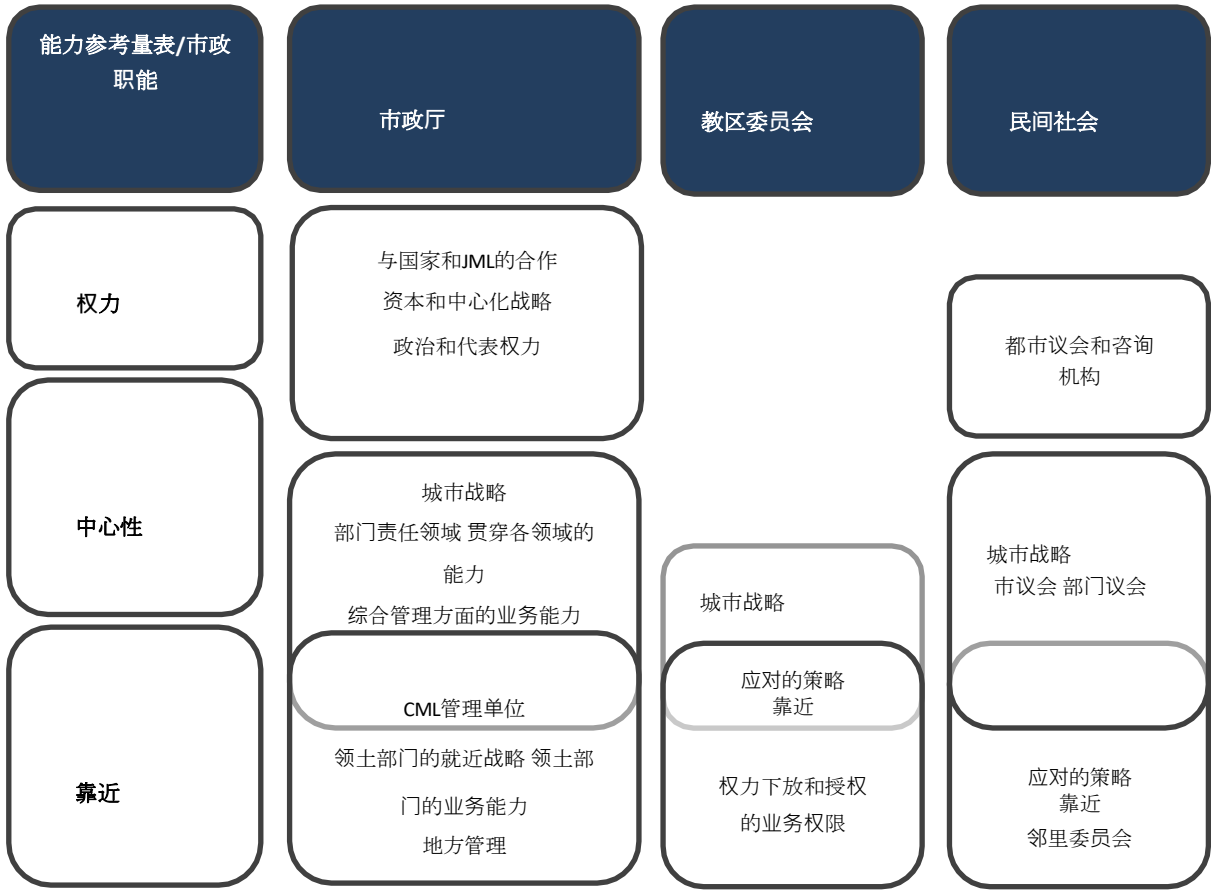 能力参考量表/市政
职能
市政厅
教区委员会
民间社会
权力
与国家和JML的合作
资本和中心化战略
政治和代表权力
都市议会和咨询
机构
中心性
城市战略
部门责任领域 贯穿各领域的
能力
综合管理方面的业务能力
城市战略
城市战略
市议会 部门议会
靠近
CML管理单位
领土部门的就近战略 领土部
门的业务能力
地方管理
应对的策略
靠近
权力下放和授权
的业务权限
应对的策略
靠近
邻里委员会